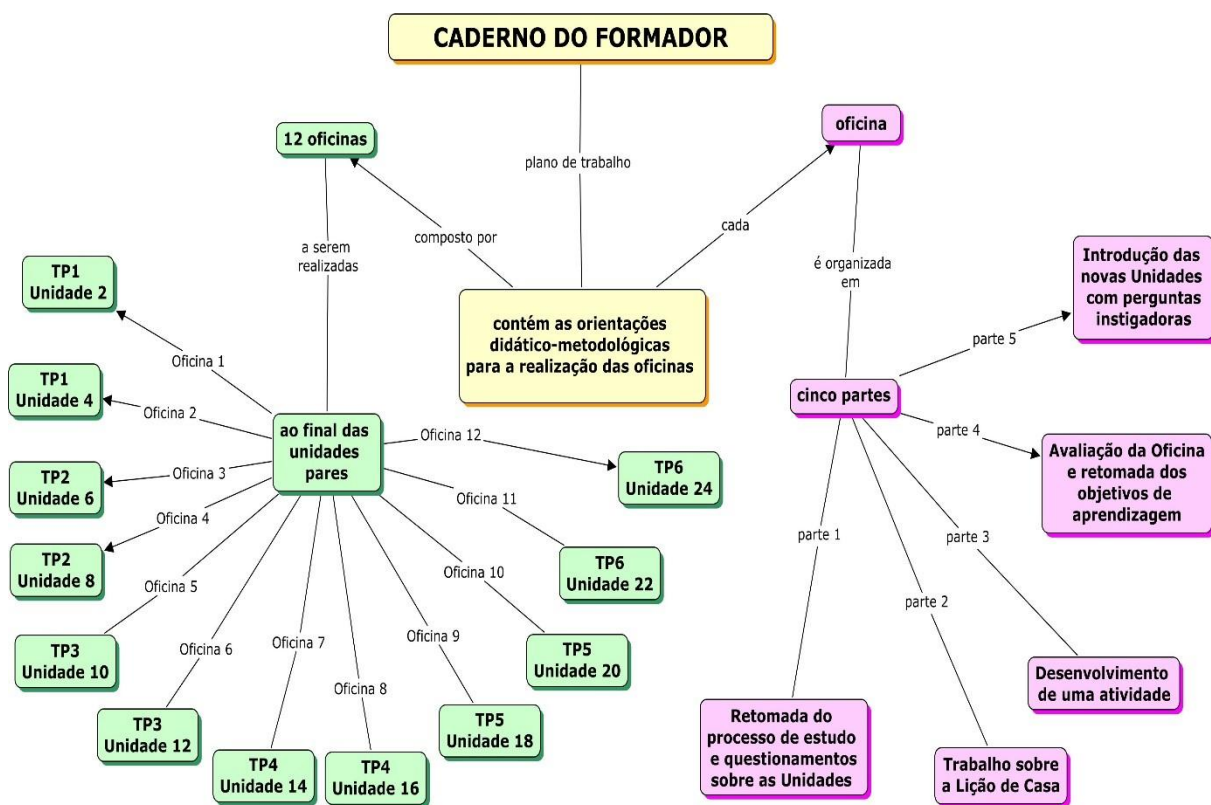 CADERNO DO FORMADOR
12 oficinas
oficina
plano de trabalho
cada
composto por
a serem
realizadas
é organizada
em
contém as orientações
didático-metodológicas
para a realização das oficinas
TP1
Unidade 2
Oficina 1
TP1
Unidade 4
Oficina 2
ao final das
unidades
pares
TP2
Unidade 6
Oficina 3
TP2
Unidade 8
Oficina 4
TP3
Unidade 10
Oficina 5
TP3
Unidade 12
Oficina 6
TP4
Unidade 14
Oficina 7
TP4
Unidade 16
Oficina 8
TP5
Unidade 18
Oficina 9
TP5
Unidade 20
Oficina 10
TP6
Unidade 22
Oficina 11
TP6
Unidade 24
Oficina 12
cinco partes
parte 1
Retomada do
processo de estudo
e questionamentos
sobre as Unidades
parte 2
Trabalho sobre
a Lição de Casa
parte 3
Desenvolvimento
de uma atividade
parte 4
Avaliação da Oficina
e retomada dos
objetivos de
aprendizagem
parte 5
Introdução das
novas Unidades
com perguntas
instigadoras